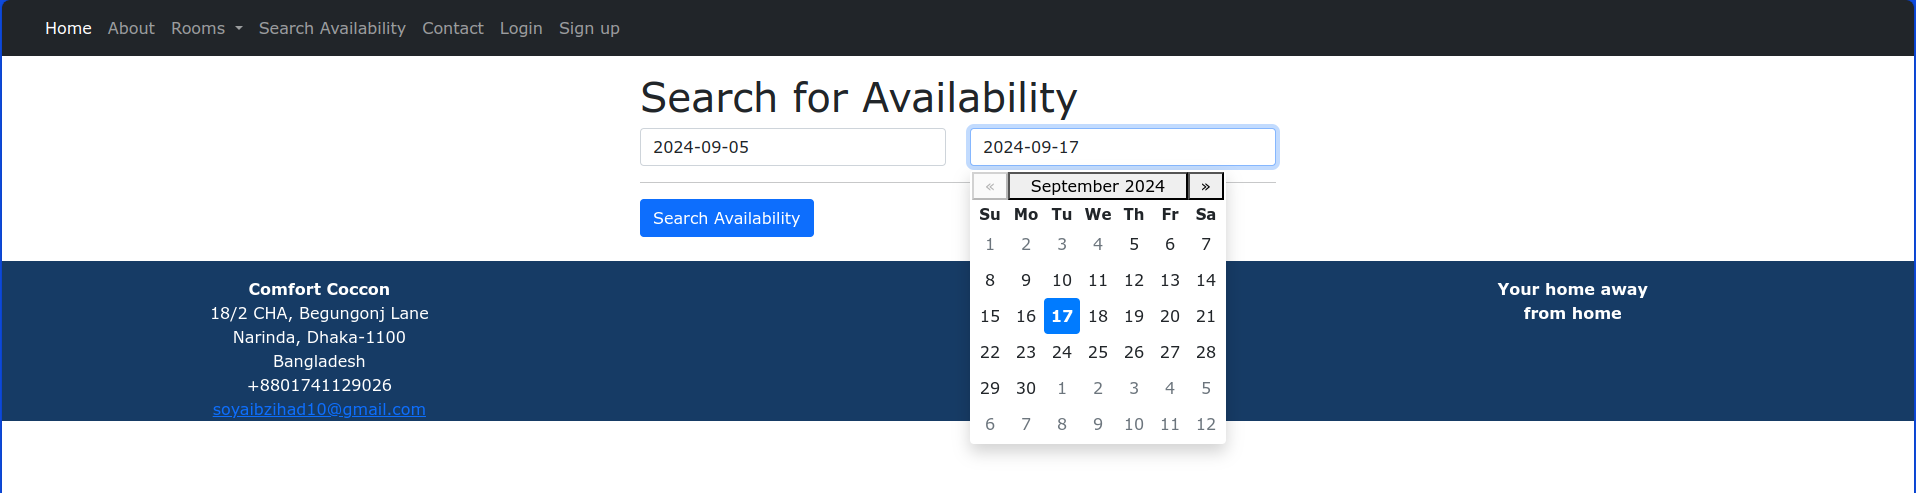 Home About Rooms Search Availability Contact Login Sign up
Search for Availability
2024-09-05 2024-09-17
Search Availability
« September 2024 »
Su Mo Tu We Th Fr Sa
1 2 3 4 5 6 7
8 9 10 11 12 13 14
15 16 17 18 19 20 21
22 23 24 25 26 27 28
29 30 1 2 3 4 5
6 7 8 9 10 11 12
Comfort Coccon
18/2 CHA, Begungonj Lane
Narinda, Dhaka-1100
Bangladesh
+8801741129026
soyaibzihad10@gmail.com
Your home away
from home